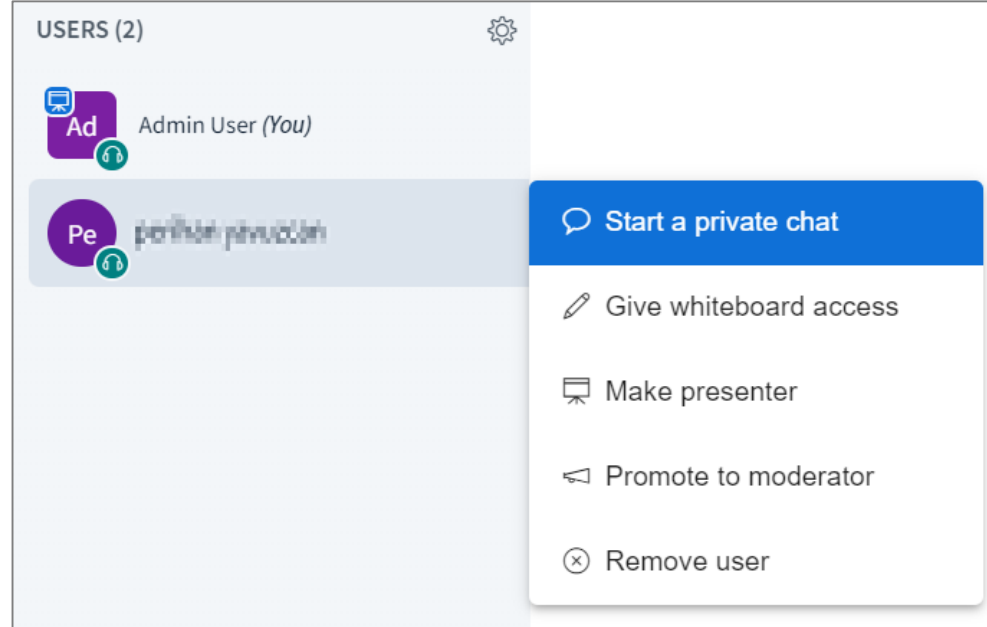 USERS (2)
Ad
Admin User (You)
Pe
Start a private chat
Give whiteboard access
Make presenter
Promote to moderator
Remove user